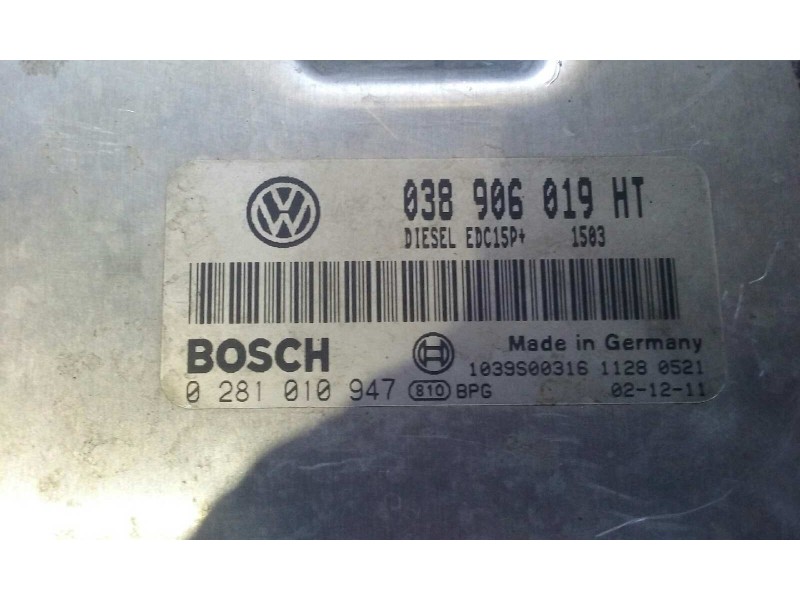 038 906 019 HT
DIESEL EDC15P+ 1503
BOSCH
Made in Germany
1039S00316 1128 0521
0 281 010 947 810 BPG 02-12-11